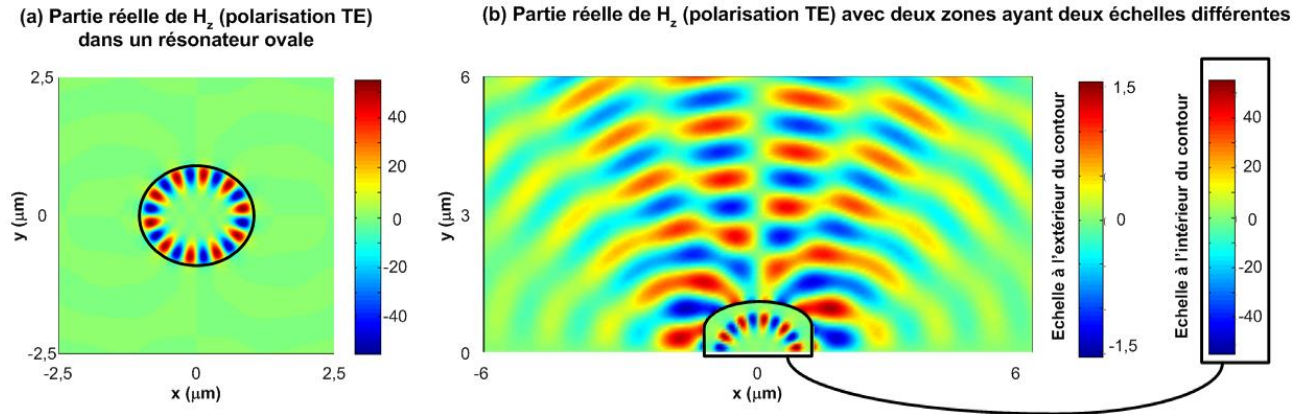 (a) Partie réelle de Hz (polarisation TE)
dans un résonateur ovale
2,5
0
-2,5
y (μm)
-2,5
0
2,5
x (μm)
40
20
0
-20
-40
(b) Partie réelle de Hz (polarisation TE) avec deux zones ayant deux échelles différentes
6
3
0
y (μm)
-6
0
6
x (μm)
Echelle à l'extérieur du contour
1,5
0
-1,5
Echelle à l'intérieur du contour
40
20
0
-20
-40